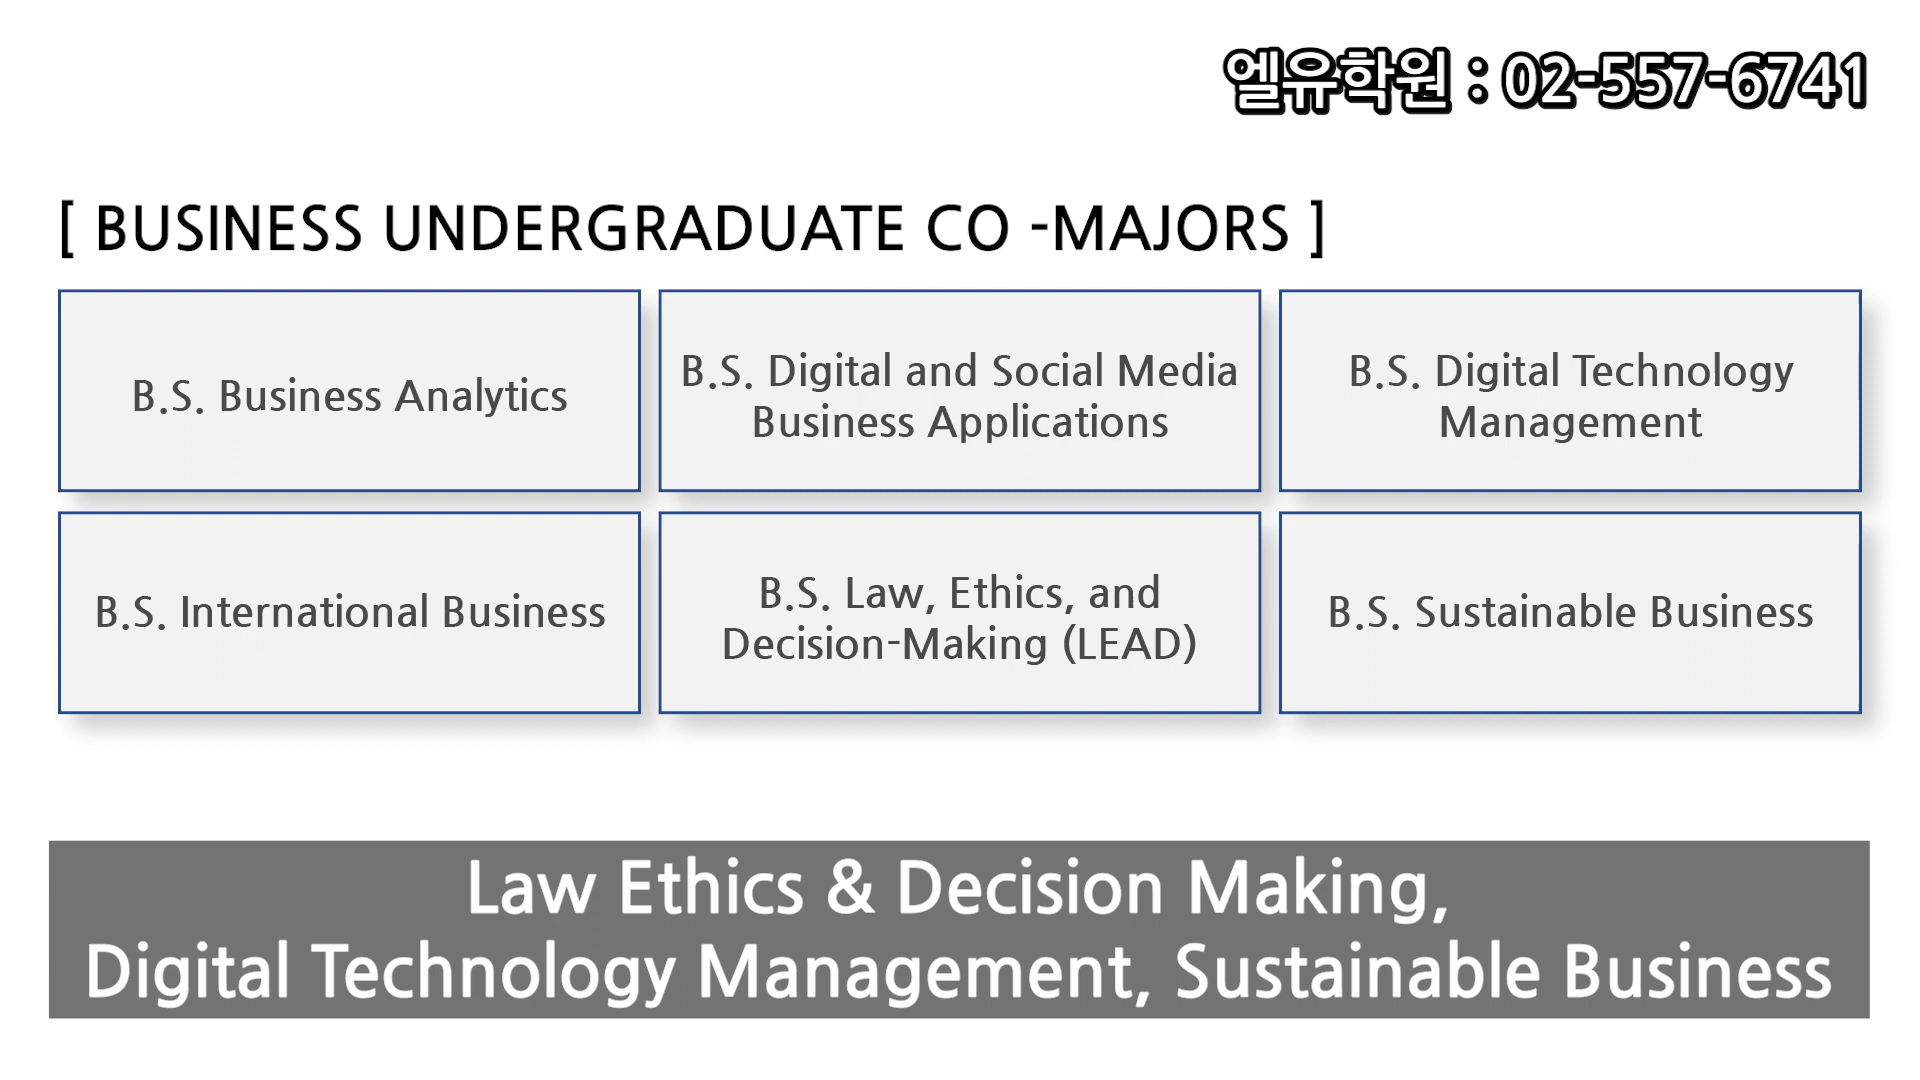 엘유학원 : 02-557-6741
[ BUSINESS UNDERGRADUATE CO -MAJORS ]
B.S. Business Analytics
B.S. Digital and Social Media
Business Applications
B.S. Digital Technology
Management
B.S. International Business
B.S. Law, Ethics, and
Decision-Making (LEAD)
B.S. Sustainable Business
Law Ethics & Decision Making,
Digital Technology Management, Sustainable Business